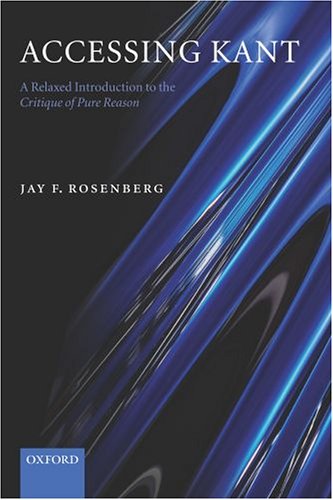 ACCESSING KANT
A Relaxed Introduction to the
Critique of Pure Reason
JAY F. ROSENBERG
OXFORD